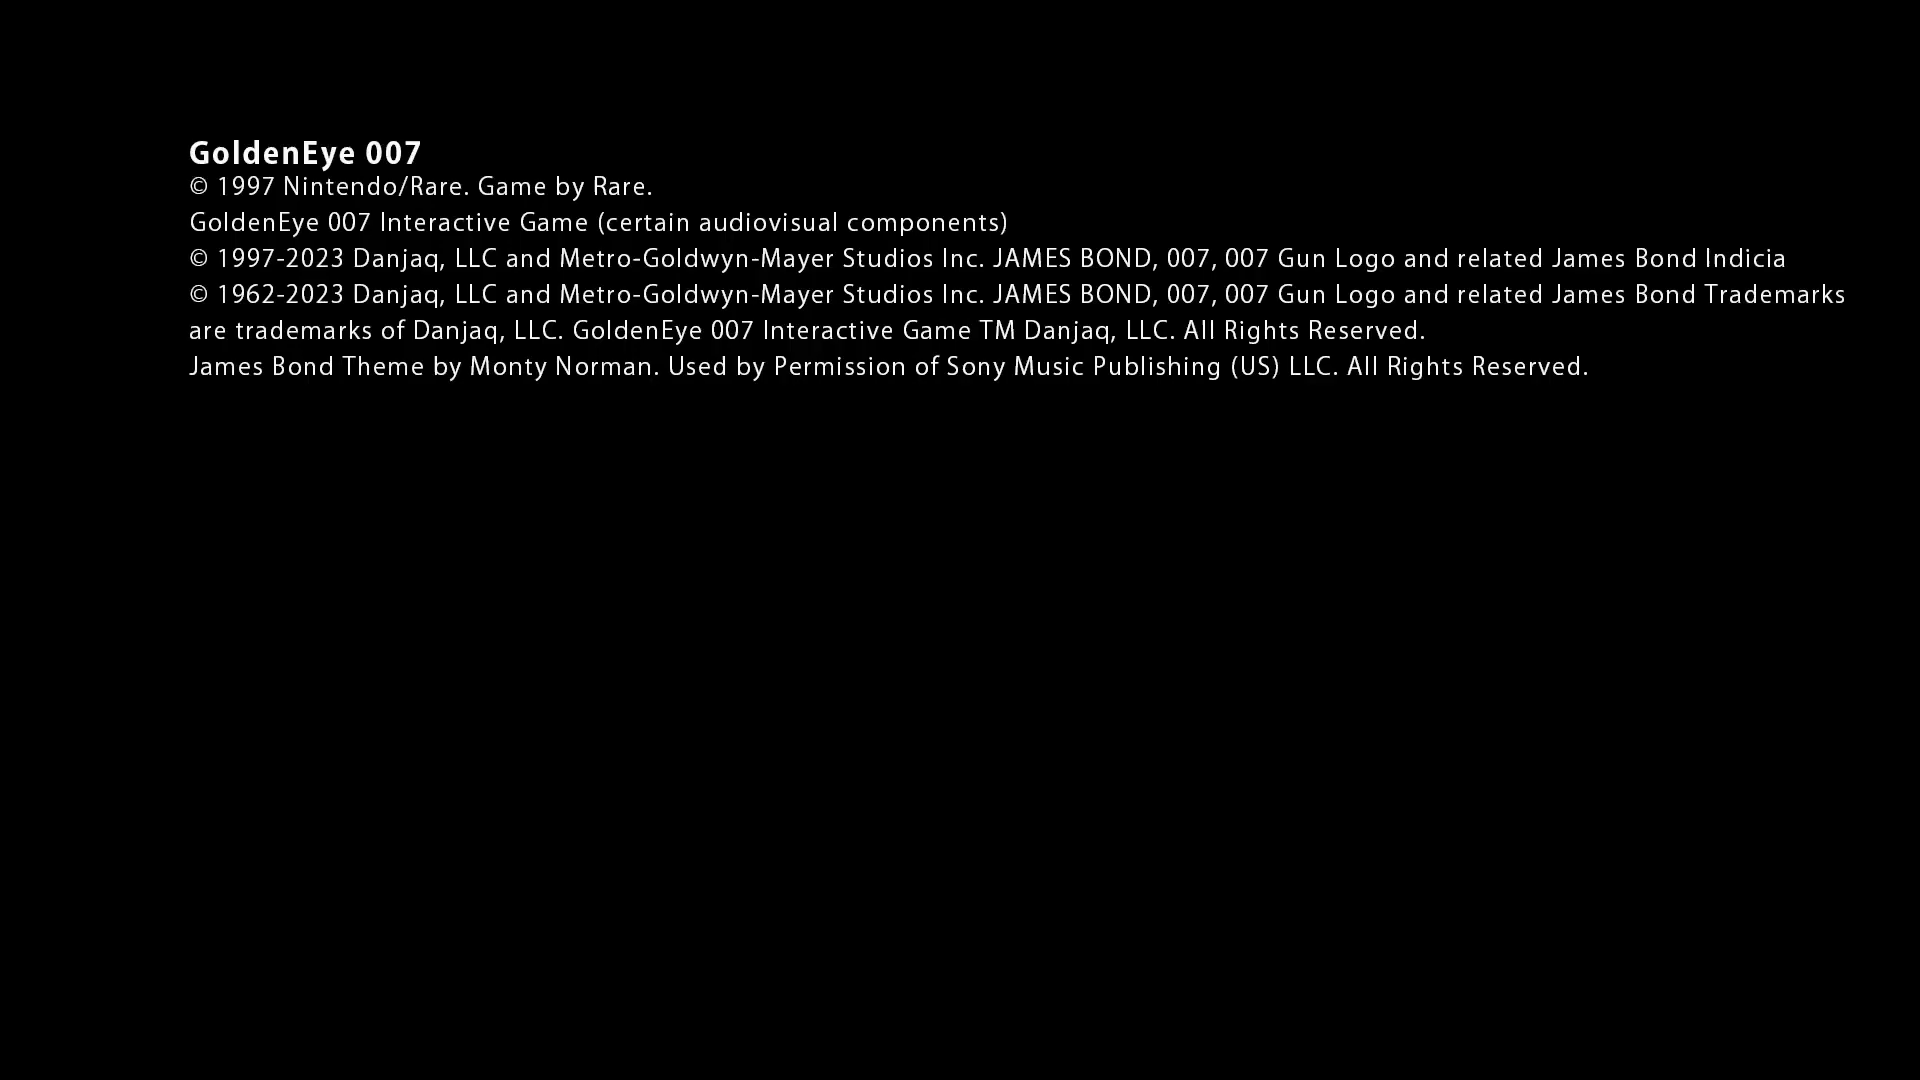 GoldenEye 007
© 1997 Nintendo/Rare. Game by Rare.
GoldenEye 007 Interactive Game (certain audiovisual components)
© 1997-2023 Danjaq, LLC and Metro-Goldwyn-Mayer Studios Inc. JAMES BOND, 007, 007 Gun Logo and related James Bond Indicia
© 1962-2023 Danjaq, LLC and Metro-Goldwyn-Mayer Studios Inc. JAMES BOND, 007, 007 Gun Logo and related James Bond Trademarks
are trademarks of Danjaq, LLC. GoldenEye 007 Interactive Game TM Danjaq, LLC. All Rights Reserved.
James Bond Theme by Monty Norman. Used by Permission of Sony Music Publishing (US) LLC. All Rights Reserved.